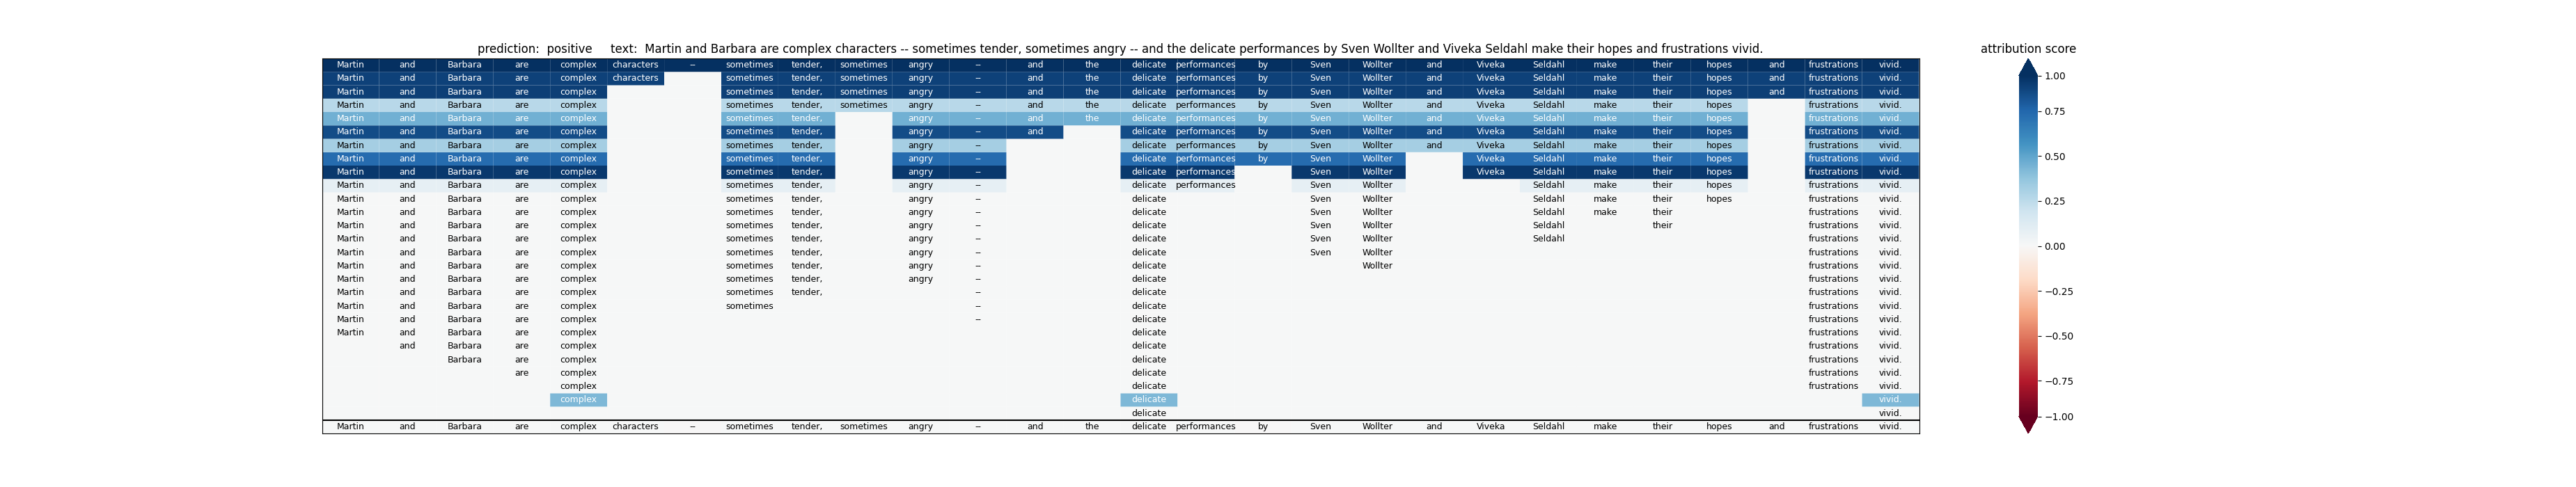 prediction: positive text: Martin and Barbara are complex characters -- sometimes tender, sometimes angry -- and the delicate performances by Sven Wollter and Viveka Seldahl make their hopes and frustrations vivid.
attribution score
Martin and Barbara are complex characters -- sometimes tender, sometimes angry -- and the delicate performances by Sven Wollter and Viveka Seldahl make their hopes and frustrations vivid.
Martin and Barbara are complex characters sometimes tender, sometimes angry -- and the delicate performances by Sven Wollter and Viveka Seldahl make their hopes and frustrations vivid.
Martin and Barbara are complex sometimes tender, sometimes angry -- and the delicate performances by Sven Wollter and Viveka Seldahl make their hopes and frustrations vivid.
Martin and Barbara are complex sometimes tender, sometimes angry -- and the delicate performances by Sven Wollter and Viveka Seldahl make their hopes frustrations vivid.
Martin and Barbara are complex sometimes tender, angry -- and the delicate performances by Sven Wollter and Viveka Seldahl make their hopes frustrations vivid.
Martin and Barbara are complex sometimes tender, angry -- and delicate performances by Sven Wollter and Viveka Seldahl make their hopes frustrations vivid.
Martin and Barbara are complex sometimes tender, angry -- delicate performances by Sven Wollter and Viveka Seldahl make their hopes frustrations vivid.
Martin and Barbara are complex sometimes tender, angry -- delicate performances by Sven Wollter Viveka Seldahl make their hopes frustrations vivid.
Martin and Barbara are complex sometimes tender, angry -- delicate performances Sven Wollter Viveka Seldahl make their hopes frustrations vivid.
Martin and Barbara are complex sometimes tender, angry -- delicate performances Sven Wollter Seldahl make their hopes frustrations vivid.
Martin and Barbara are complex sometimes tender, angry -- delicate Sven Wollter Seldahl make their hopes frustrations vivid.
Martin and Barbara are complex sometimes tender, angry -- delicate Sven Wollter Seldahl make their frustrations vivid.
Martin and Barbara are complex sometimes tender, angry -- delicate Sven Wollter Seldahl their frustrations vivid.
Martin and Barbara are complex sometimes tender, angry -- delicate Sven Wollter Seldahl frustrations vivid.
Martin and Barbara are complex sometimes tender, angry -- delicate Sven Wollter frustrations vivid.
Martin and Barbara are complex sometimes tender, angry -- delicate Wollter frustrations vivid.
Martin and Barbara are complex sometimes tender, angry -- delicate frustrations vivid.
Martin and Barbara are complex sometimes tender, -- delicate frustrations vivid.
Martin and Barbara are complex sometimes -- delicate frustrations vivid.
Martin and Barbara are complex -- delicate frustrations vivid.
Martin and Barbara are complex delicate frustrations vivid.
and Barbara are complex delicate frustrations vivid.
Barbara are complex delicate frustrations vivid.
are complex delicate frustrations vivid.
complex delicate frustrations vivid.
complex delicate vivid.
delicate vivid.
Martin and Barbara are complex characters -- sometimes tender, sometimes angry -- and the delicate performances by Sven Wollter and Viveka Seldahl make their hopes and frustrations vivid.
1.00
0.75
0.50
0.25
0.00
−0.25
−0.50
−0.75
−1.00